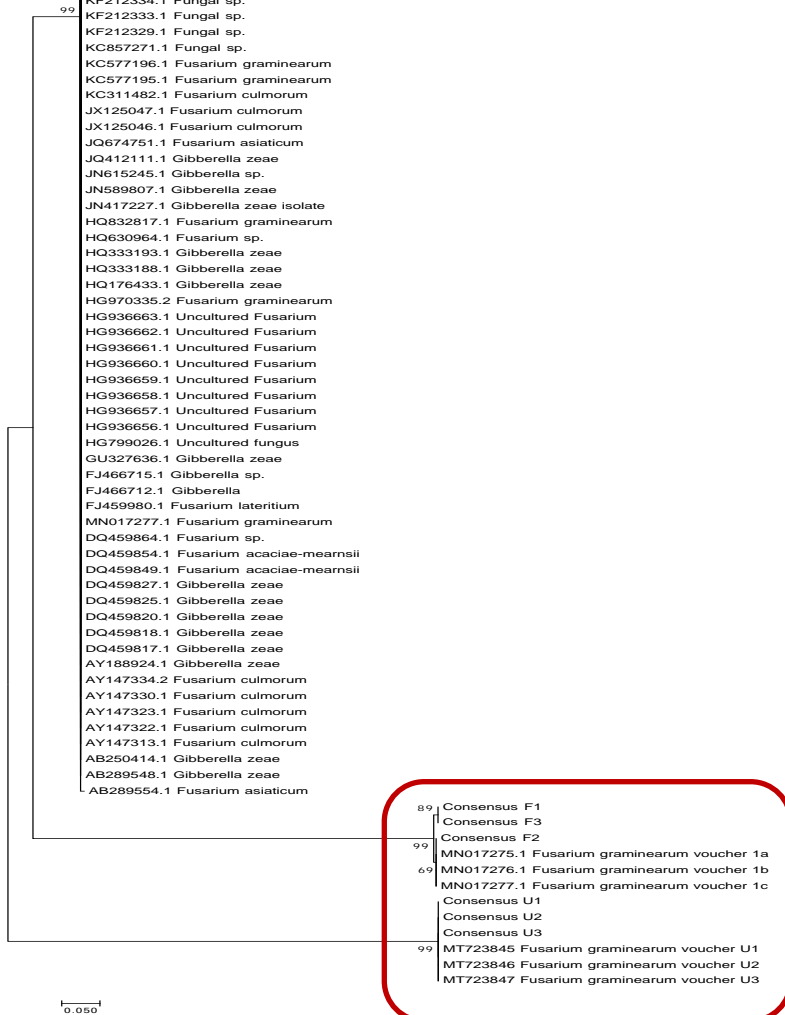 KF212334.1 Fungal sp.
99
KF212333.1 Fungal sp.
KF212329.1 Fungal sp.
KC857271.1 Fungal sp.
KC577196.1 Fusarium graminearum
KC577195.1 Fusarium graminearum
KC311482.1 Fusarium culmorum
JX125047.1 Fusarium culmorum
JX125046.1 Fusarium culmorum
JQ674751.1 Fusarium asiaticum
JQ412111.1 Gibberella zeae
JN615245.1 Gibberella sp.
JN589807.1 Gibberella zeae
JN417227.1 Gibberella zeae isolate
HQ832817.1 Fusarium graminearum
HQ630964.1 Fusarium sp.
HQ333193.1 Gibberella zeae
HQ333188.1 Gibberella zeae
HQ176433.1 Gibberella zeae
HG970335.2 Fusarium graminearum
HG936663.1 Uncultured Fusarium
HG936662.1 Uncultured Fusarium
HG936661.1 Uncultured Fusarium
HG936660.1 Uncultured Fusarium
HG936659.1 Uncultured Fusarium
HG936658.1 Uncultured Fusarium
HG936657.1 Uncultured Fusarium
HG936656.1 Uncultured Fusarium
HG799026.1 Uncultured fungus
GU327636.1 Gibberella zeae
FJ466715.1 Gibberella sp.
FJ466712.1 Gibberella
FJ459980.1 Fusarium lateritium
MN017277.1 Fusarium graminearum
DQ459864.1 Fusarium sp.
DQ459854.1 Fusarium acaciae-mearnsii
DQ459849.1 Fusarium acaciae-mearnsii
DQ459827.1 Gibberella zeae
DQ459825.1 Gibberella zeae
DQ459820.1 Gibberella zeae
DQ459818.1 Gibberella zeae
DQ459817.1 Gibberella zeae
AY188924.1 Gibberella zeae
AY147334.2 Fusarium culmorum
AY147330.1 Fusarium culmorum
AY147323.1 Fusarium culmorum
AY147322.1 Fusarium culmorum
AY147313.1 Fusarium culmorum
AB250414.1 Gibberella zeae
AB289548.1 Gibberella zeae
AB289554.1 Fusarium asiaticum
89 Consensus F1
Consensus F3
Consensus F2
99
MN017275.1 Fusarium graminearum voucher 1a
69 MN017276.1 Fusarium graminearum voucher 1b
MN017277.1 Fusarium graminearum voucher 1c
Consensus U1
Consensus U2
Consensus U3
99 MT723845 Fusarium graminearum voucher U1
MT723846 Fusarium graminearum voucher U2
MT723847 Fusarium graminearum voucher U3
0.050